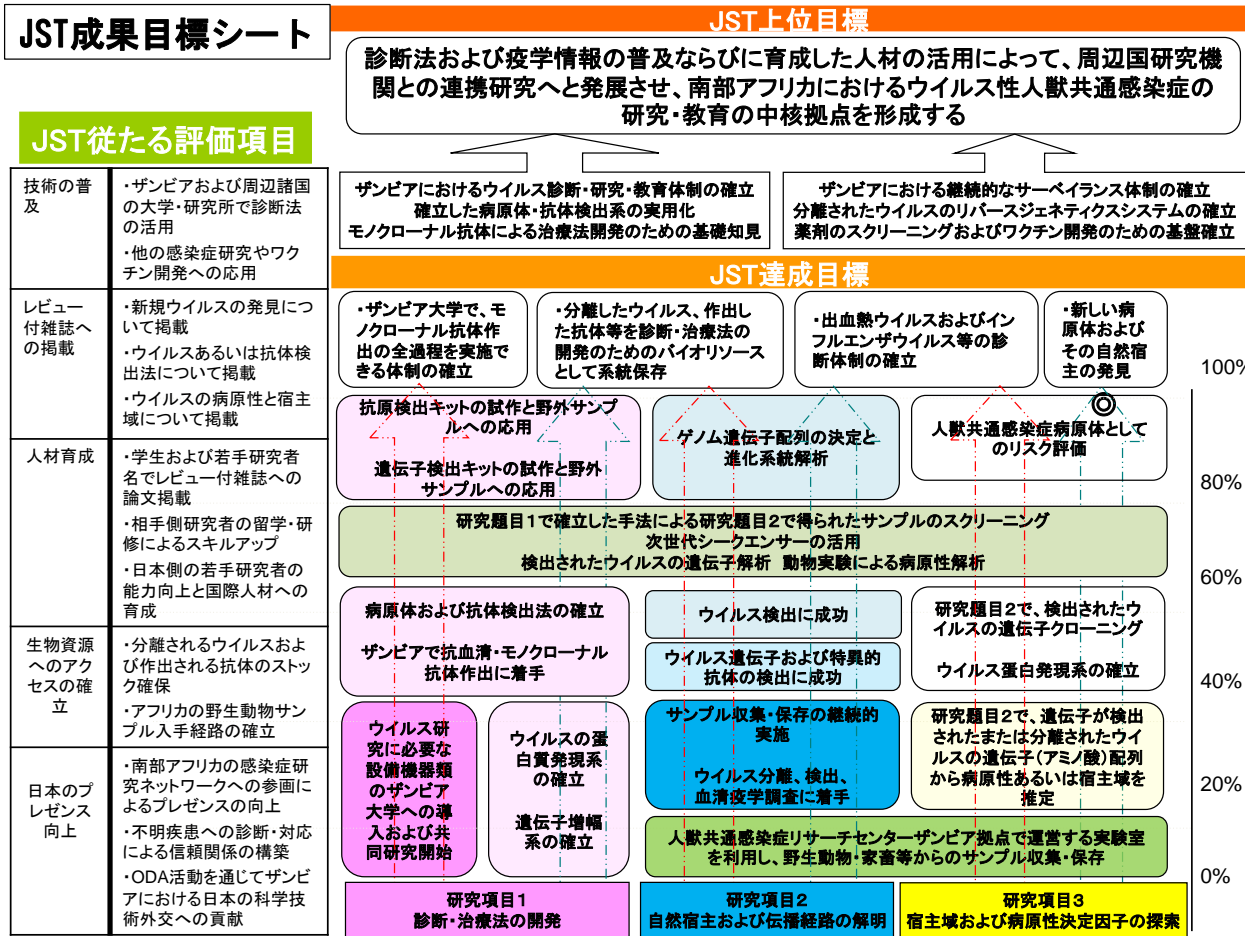 JST成果目標シート
JST上位目標
診断法および疫学情報の普及ならびに育成した人材の活用によって、周辺国研究機
関との連携研究へと発展させ、南部アフリカにおけるウイルス性人獣共通感染症の
研究・教育の中核拠点を形成する
ザンビアにおけるウイルス診断・研究・教育体制の確立
確立した病原体・抗体検出系の実用化
モノクローナル抗体による治療法開発のための基礎知見
ザンビアにおける継続的なサーベイランス体制の確立
分離されたウイルスのリバースジェネティクスシステムの確立
薬剤のスクリーニングおよびワクチン開発のための基盤確立
JST従たる評価項目
技術の普
及
・ザンビアおよび周辺諸国
の大学・研究所で診断法
の活用
・他の感染症研究やワク
チン開発への応用
レビュー
付雑誌へ
の掲載
・新規ウイルスの発見につ
いて掲載
・ウイルスあるいは抗体検
出法について掲載
・ウイルスの病原性と宿主
域について掲載
人材育成
・学生および若手研究者
名でレビュー付雑誌への
論文掲載
・相手側研究者の留学・研
修によるスキルアップ
・日本側の若手研究者の
能力向上と国際人材への
育成
生物資源
へのアク
セスの確
立
・分離されるウイルスおよ
び作出される抗体のストッ
ク確保
・アフリカの野生動物サン
プル入手経路の確立
日本のプ
レゼンス
向上
・南部アフリカの感染症研
究ネットワークへの参画に
よるプレゼンスの向上
・不明疾患への診断・対応
による信頼関係の構築
・ODA活動を通じてザンビ
アにおける日本の科学技
術外交への貢献
JST達成目標
・ザンビア大学で、モ
ノクローナル抗体作
出の全過程を実施で
きる体制の確立
・分離したウイルス、作出し
た抗体等を診断・治療法の
開発のためのバイオリソース
として系統保存
・出血熱ウイルスおよびイン
フルエンザウイルス等の診
断体制の確立
・新しい病
原体および
その自然宿
主の発見
100%
抗原検出キットの試作と野外サンプ
ルへの応用
遺伝子検出キットの試作と野外
サンプルへの応用
ゲノム遺伝子配列の決定と
進化系統解析
◎
人獣共通感染症病原体として
のリスク評価
80%
研究題目1で確立した手法による研究題目2で得られたサンプルのスクリーニング
次世代シークエンサーの活用
検出されたウイルスの遺伝子解析 動物実験による病原性解析
60%
病原体および抗体検出法の確立
ザンビアで抗血清・モノクローナル
抗体作出に着手
ウイルス検出に成功
ウイルス遺伝子および特異的
抗体の検出に成功
研究題目2で、検出されたウ
イルスの遺伝子クローニング
ウイルス蛋白発現系の確立
40%
ウイルス研
究に必要な
設備機器類
のザンビア
大学への導
入および共
同研究開始
ウイルスの蛋
白質発現系
の確立
遺伝子増幅
系の確立
サンプル収集・保存の継続的
実施
ウイルス分離、検出、
血清疫学調査に着手
研究題目2で、遺伝子が検出
されたまたは分離されたウイ
ルスの遺伝子(アミノ酸)配列
から病原性あるいは宿主域を
推定
20%
人獣共通感染症リサーチセンターザンビア拠点で運営する実験室
を利用し、野生動物・家畜等からのサンプル収集・保存
0%
研究項目1
診断・治療法の開発
研究項目2
自然宿主および伝播経路の解明
研究項目3
宿主域および病原性決定因子の探索